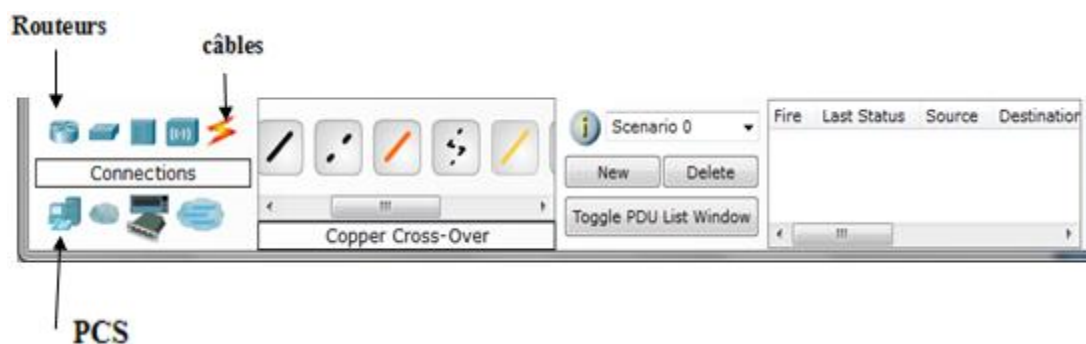 Routeurs
câbles
Connections
Copper Cross-Over
Scenario 0
New
Delete
Toggle PDU List Window
Fire Last Status Source Destination
PCS